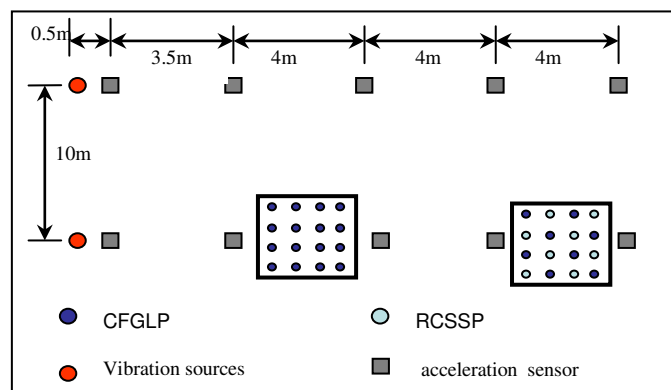 0.5m
3.5m 4m 4m 4m
10m
CFGLP RCSSP
Vibration sources acceleration sensor